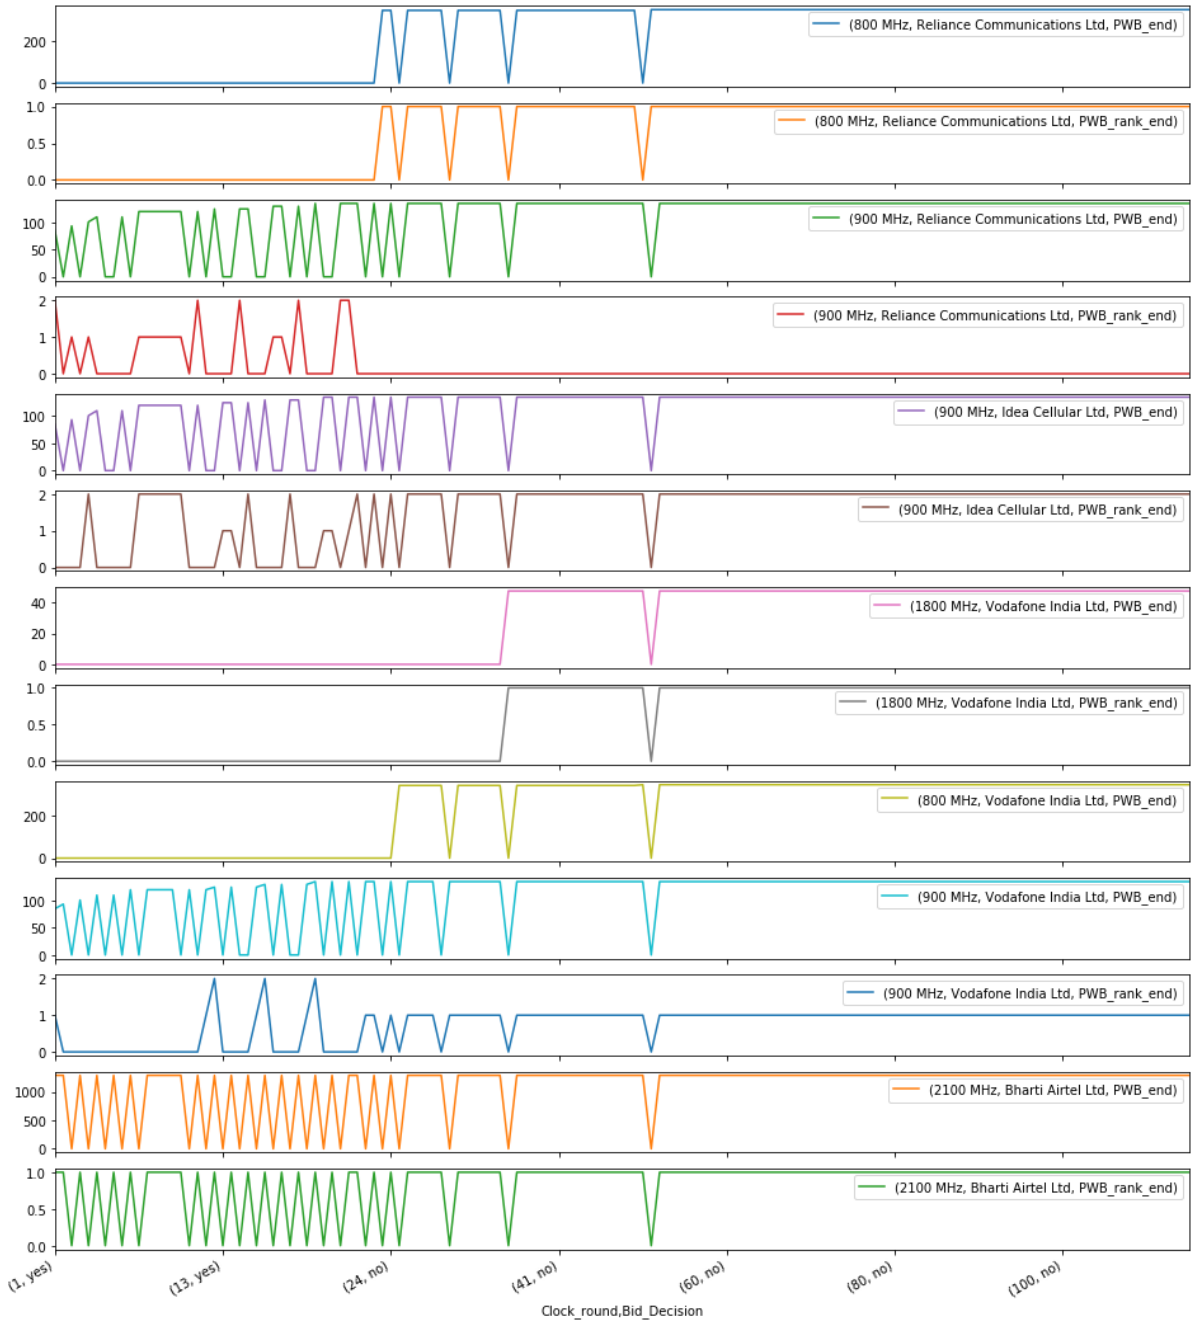 (800 MHz, Reliance Communications Ltd, PWB_end)
200
0
(800 MHz, Reliance Communications Ltd, PWB_rank_end)
1.0
0.5
0.0
(900 MHz, Reliance Communications Ltd, PWB_end)
100
50
0
(900 MHz, Reliance Communications Ltd, PWB_rank_end)
2
1
0
(900 MHz, Idea Cellular Ltd, PWB_end)
100
50
0
(900 MHz, Idea Cellular Ltd, PWB_rank_end)
2
1
0
(1800 MHz, Vodafone India Ltd, PWB_end)
40
20
0
(1800 MHz, Vodafone India Ltd, PWB_rank_end)
1.0
0.5
0.0
(800 MHz, Vodafone India Ltd, PWB_end)
200
0
(900 MHz, Vodafone India Ltd, PWB_end)
100
50
0
(900 MHz, Vodafone India Ltd, PWB_rank_end)
2
1
0
(2100 MHz, Bharti Airtel Ltd, PWB_end)
1000
500
0
(2100 MHz, Bharti Airtel Ltd, PWB_rank_end)
1.0
0.5
0.0
(1, yes)
(13, yes)
(24, no)
(41, no)
(60, no)
(80, no)
(100, no)
Clock_round,Bid_Decision